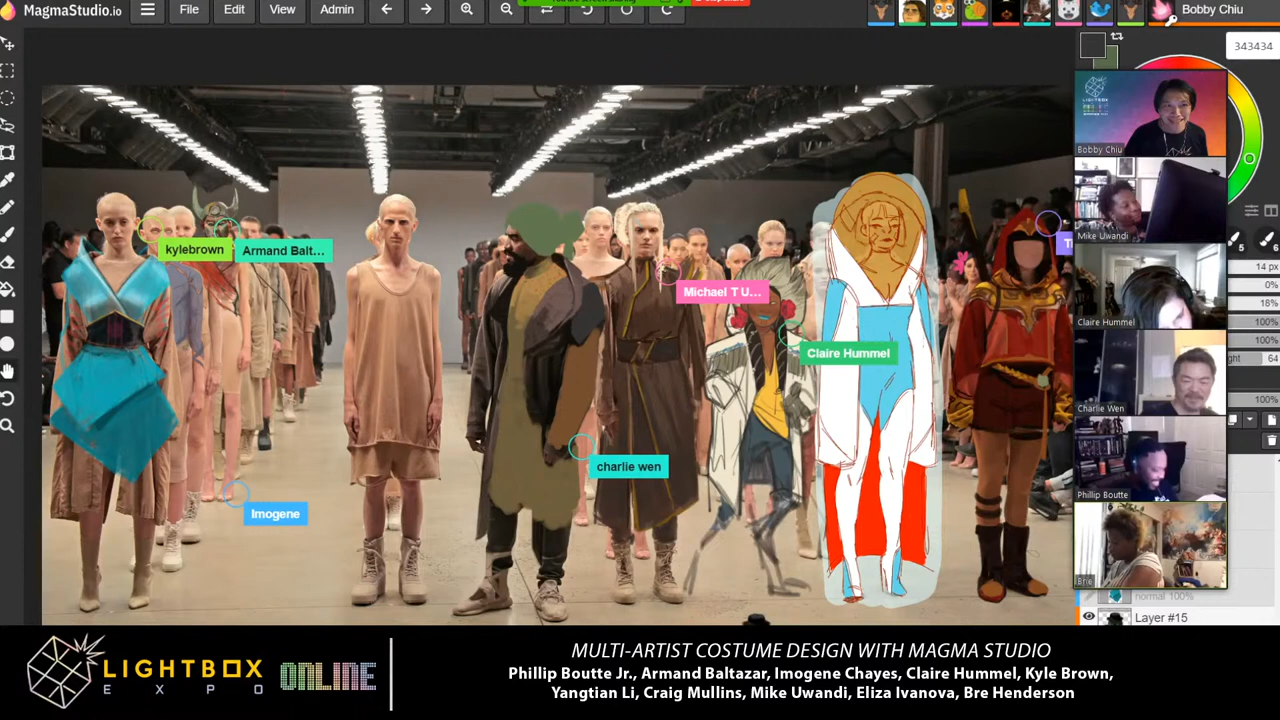 MagmaStudio.io
File Edit View Admin
Bobby Chiu
343434
Bobby Chiu
kylebrown
Armand Balt...
Mike Uwandi
Michael T U...
14 px
0%
18%
Claire Hummel
100%
Claire Hummel
100%
64
Charlie Wen
100%
charlie wen
Phillip Boutte
Imogene
Brie
normal 100%
Layer #15
LIGHTBOX
EXPO
ONLINE
MULTI-ARTIST COSTUME DESIGN WITH MAGMA STUDIO
Phillip Boutte Jr., Armand Baltazar, Imogene Chayes, Claire Hummel, Kyle Brown,
Yangtian Li, Craig Mullins, Mike Uwandi, Eliza Ivanova, Bre Henderson